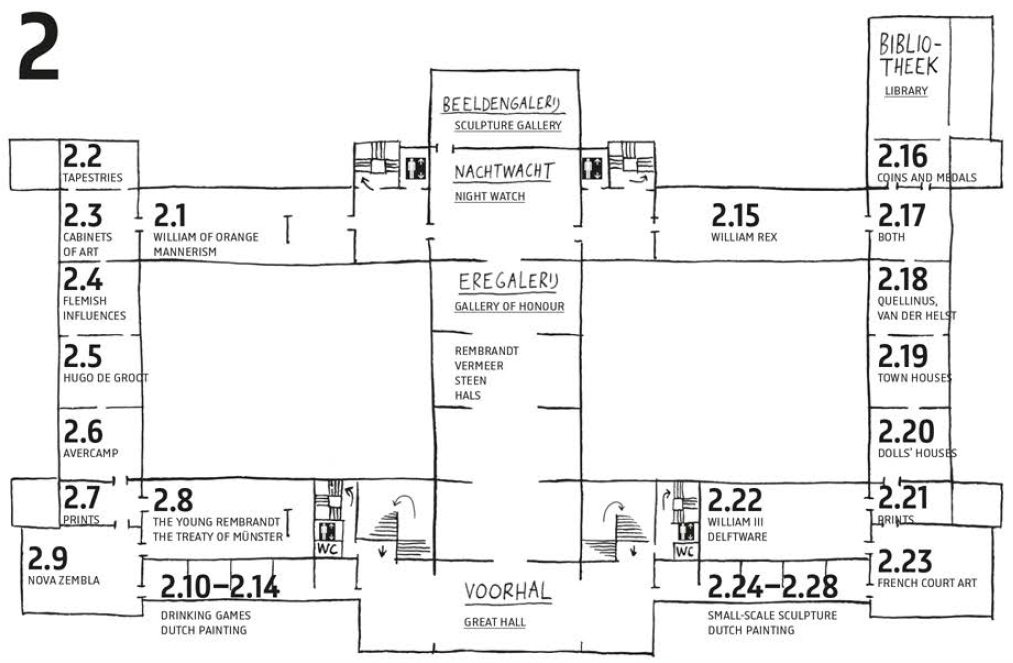 2
BIBLIO-
THEEK
LIBRARY
BEELDENGALERIJ
SCULPTURE GALLERY
NACHTWACHT
NIGHT WATCH
2.2
TAPESTRIES
2.3
CABINETS
OF ART
2.1
WILLIAM OF ORANGE
MANNERISM
2.15
WILLIAM REX
2.16
COINS AND MEDALS
2.17
BOTH
2.4
FLEMISH
INFLUENCES
EREGALERIJ
GALLERY OF HONOUR
2.18
QUELLINUS,
VAN DER HELST
2.5
HUGO DE GROOT
REMBRANDT
VERMEER
STEEN
HALS
2.19
TOWN HOUSES
2.6
AVERCAMP
2.20
DOLLS' HOUSES
2.7
PRINTS
2.8
THE YOUNG REMBRANDT
THE TREATY OF MÜNSTER
WC
WC
2.22
WILLIAM III
DELFTWARE
2.21
PRINTS
2.9
NOVA ZEMBLA
2.10–2.14
DRINKING GAMES
DUTCH PAINTING
VOORHAL
GREAT HALL
2.24–2.28
SMALL-SCALE SCULPTURE
DUTCH PAINTING
2.23
FRENCH COURT ART